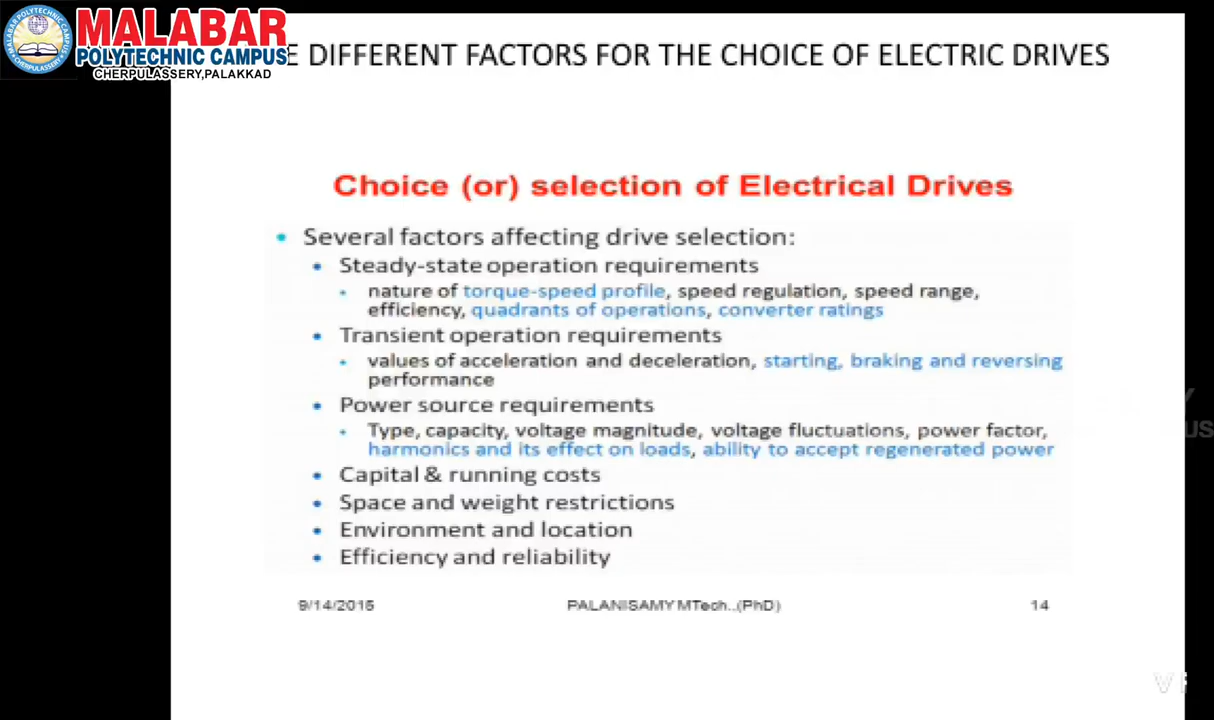 MALABAR
POLYTECHNIC CAMPUS
CHERPULASSERY,PALAKKAD
E DIFFERENT FACTORS FOR THE CHOICE OF ELECTRIC DRIVES
Choice (or) selection of Electrical Drives
Several factors affecting drive selection:
Steady-state operation requirements
nature of torque-speed profile, speed regulation, speed range,
efficiency, quadrants of operations, converter ratings
Transient operation requirements
values of acceleration and deceleration, starting, braking and reversing
performance
Power source requirements
Type, capacity, voltage magnitude, voltage fluctuations, power factor,
harmonics and its effect on loads, ability to accept regenerated power
Capital & running costs
Space and weight restrictions
Environment and location
Efficiency and reliability
9/14/2015 PALANISAMY MTech..(PhD) 14